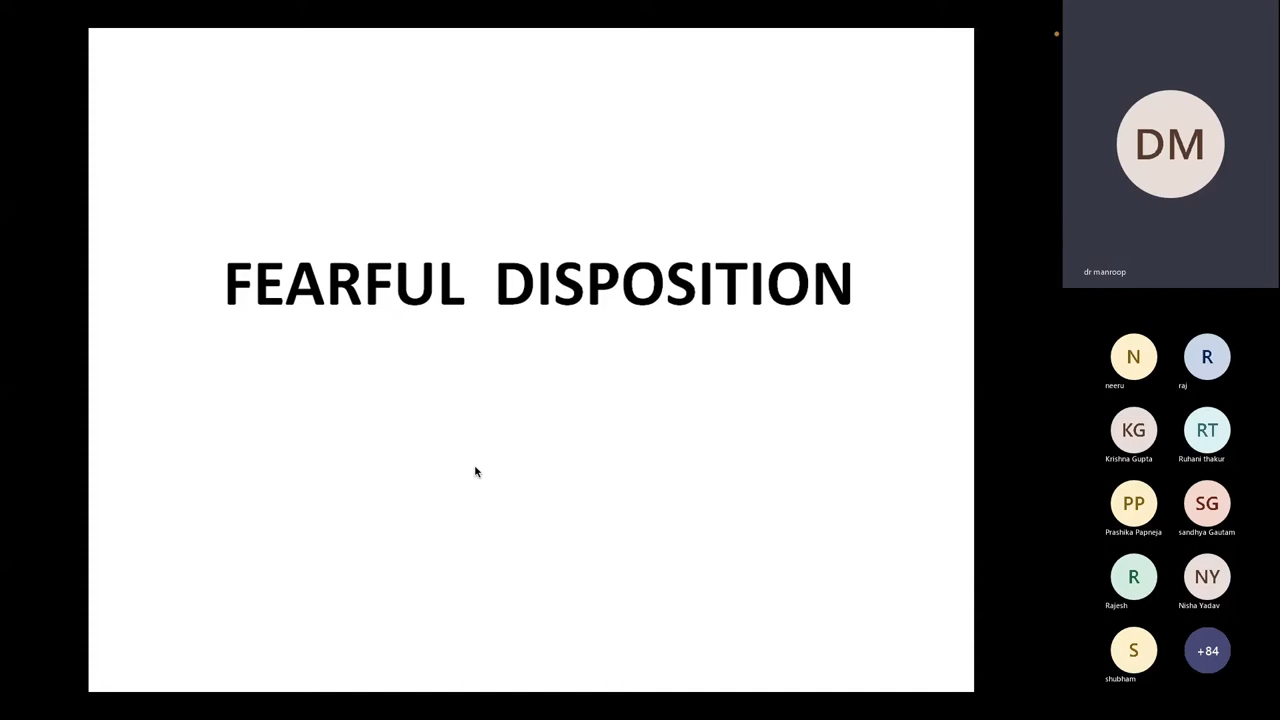 FEARFUL DISPOSITION
DM
dr manroop
N
R
neeru
raj
KG
RT
Krishna Gupta
Ruhani thakur
PP
SG
Prashika Papneja
sandhya Gautam
R
NY
Rajesh
Nisha Yadav
S
+84
shubham